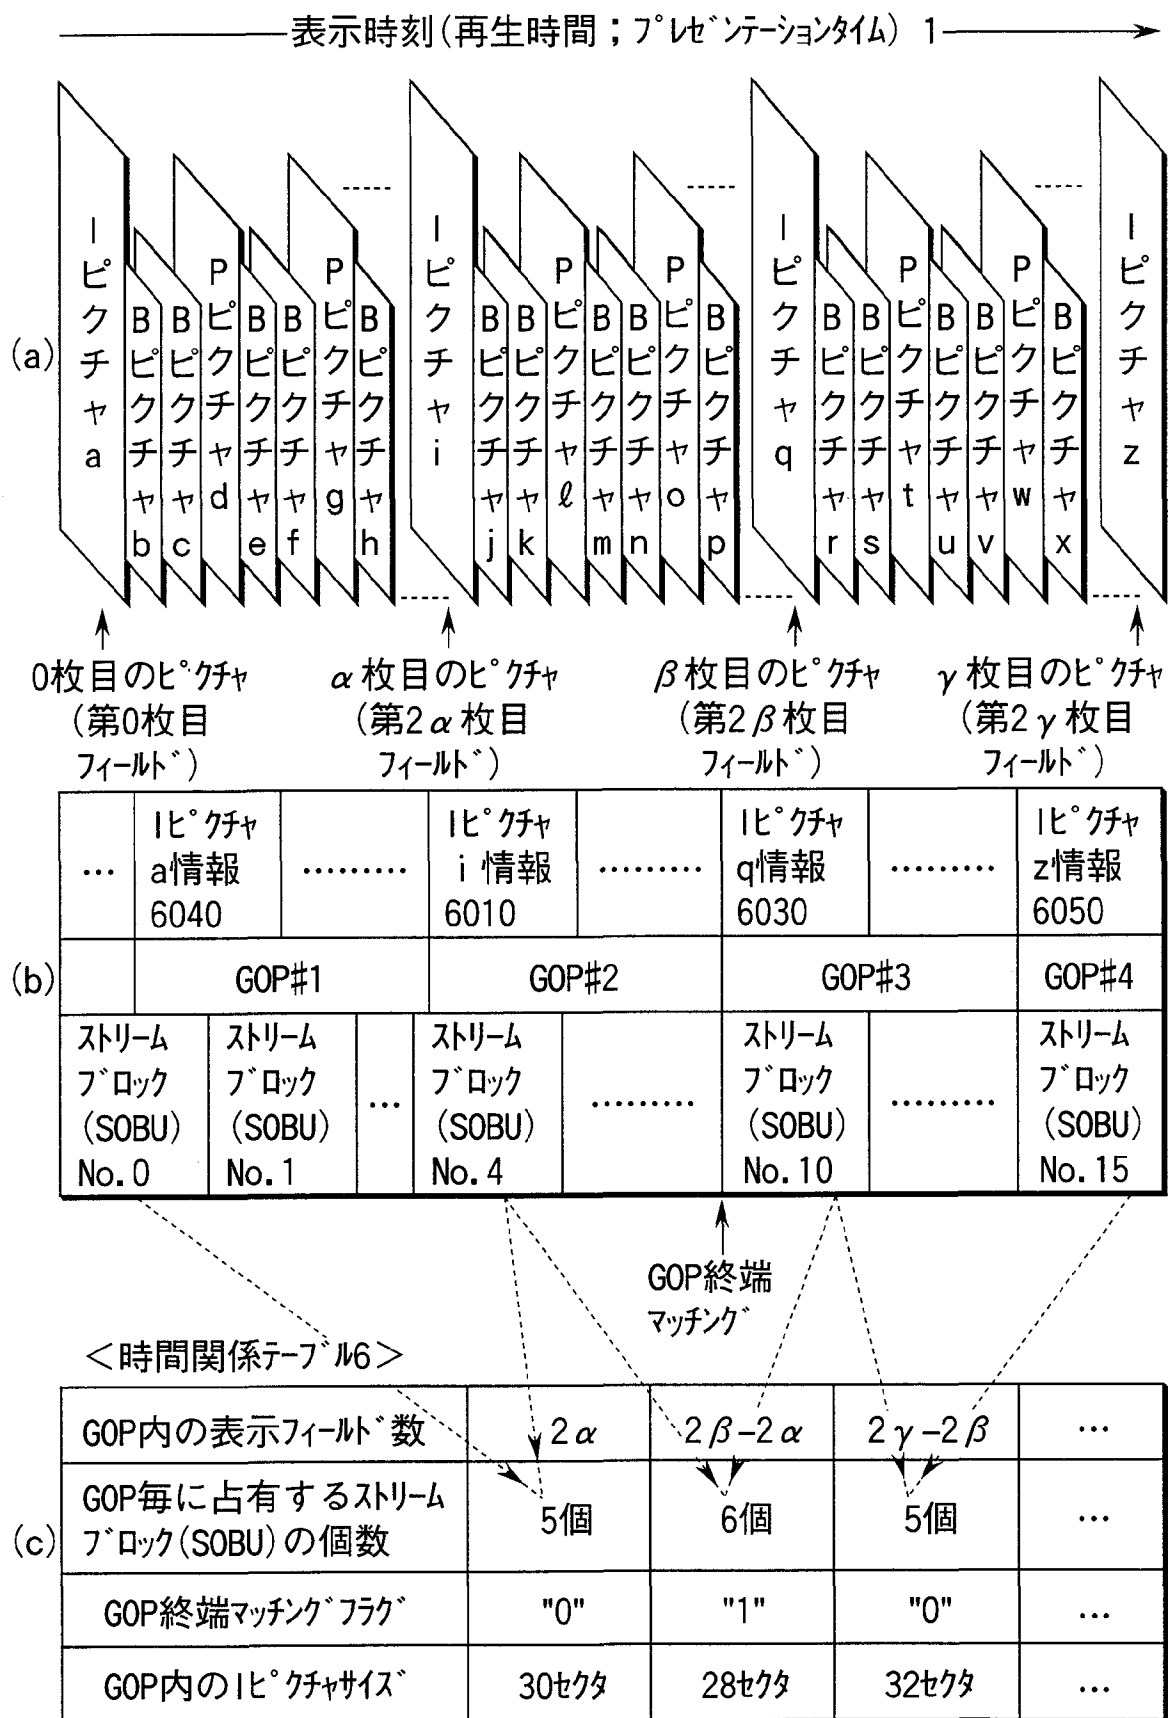 表示時刻(再生時間;プレゼンテーションタイム) 1
(a)
Iピクチャa
Bピクチャb
Bピクチャc
Pピクチャd
Bピクチャe
Bピクチャf
Pピクチャg
Bピクチャh
Iピクチャi
Bピクチャj
Bピクチャk
Pピクチャℓ
Bピクチャm
Bピクチャn
Pピクチャo
Bピクチャp
Iピクチャq
Bピクチャr
Bピクチャs
Pピクチャt
Bピクチャu
Bピクチャv
Pピクチャw
Bピクチャx
Iピクチャz
0枚目のピクチャ
(第0枚目
フィールド)
α枚目のピクチャ
(第2α枚目
フィールド)
β枚目のピクチャ
(第2β枚目
フィールド)
γ枚目のピクチャ
(第2γ枚目
フィールド)
(b)
…
Iピクチャ
a情報
6040
………
Iピクチャ
i情報
6010
………
Iピクチャ
q情報
6030
………
Iピクチャ
z情報
6050
GOP#1
GOP#2
GOP#3
GOP#4
ストリーム
ブロック
(SOBU)
No.0
ストリーム
ブロック
(SOBU)
No.1
…
ストリーム
ブロック
(SOBU)
No.4
………
ストリーム
ブロック
(SOBU)
No.10
………
ストリーム
ブロック
(SOBU)
No.15
GOP終端
マッチング
<時間関係テーブル6>
(c)
GOP内の表示フィールド数
2α
2β-2α
2γ-2β
…
GOP毎に占有するストリーム
ブロック(SOBU)の個数
5個
6個
5個
…
GOP終端マッチングフラグ
"0"
"1"
"0"
…
GOP内のIピクチャサイズ
30セクタ
28セクタ
32セクタ
…